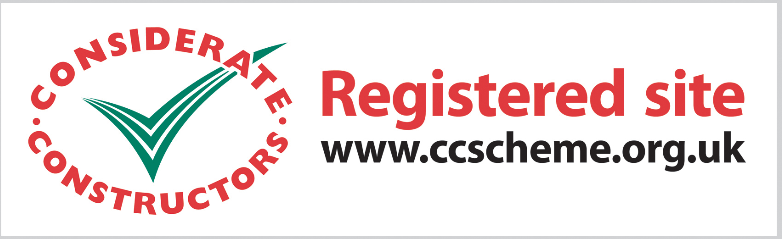 CONSIDERATE
CONSTRUCTORS
Registered site
www.ccscheme.org.uk